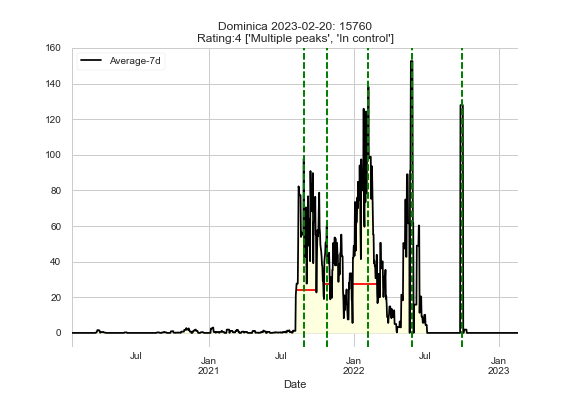 Dominica 2023-02-20: 15760
Rating:4 ['Multiple peaks', 'In control']
160
Average-7d
140
120
100
80
60
40
20
0
Jul
Jan
2021
Jul
Jan
2022
Jul
Jan
2023
Date